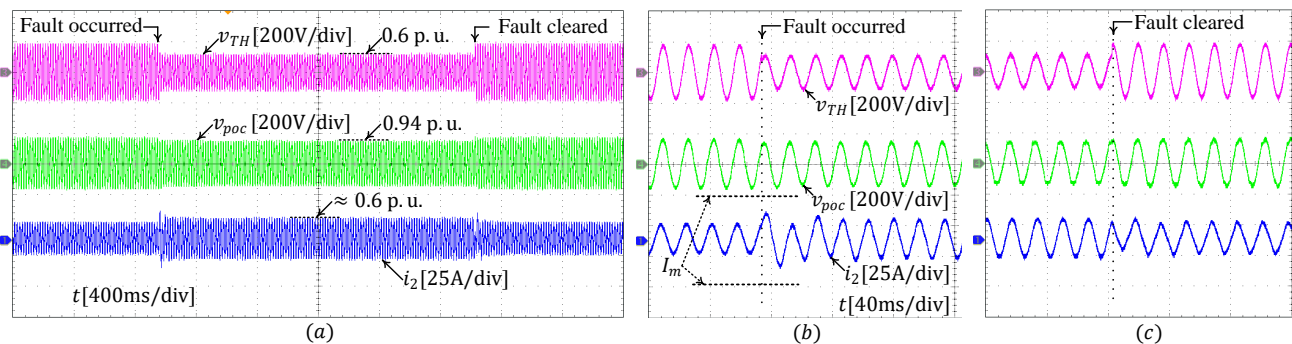 Fault occurred
Fault cleared
v_TH [200V/div]
0.6 p. u.
v_poc [200V/div]
0.94 p. u.
≈ 0.6 p. u.
i_2 [25A/div]
t[400ms/div]
(a)
Fault occurred
v_TH [200V/div]
v_poc [200V/div]
I_m
i_2 [25A/div]
t[40ms/div]
(b)
Fault cleared
(c)